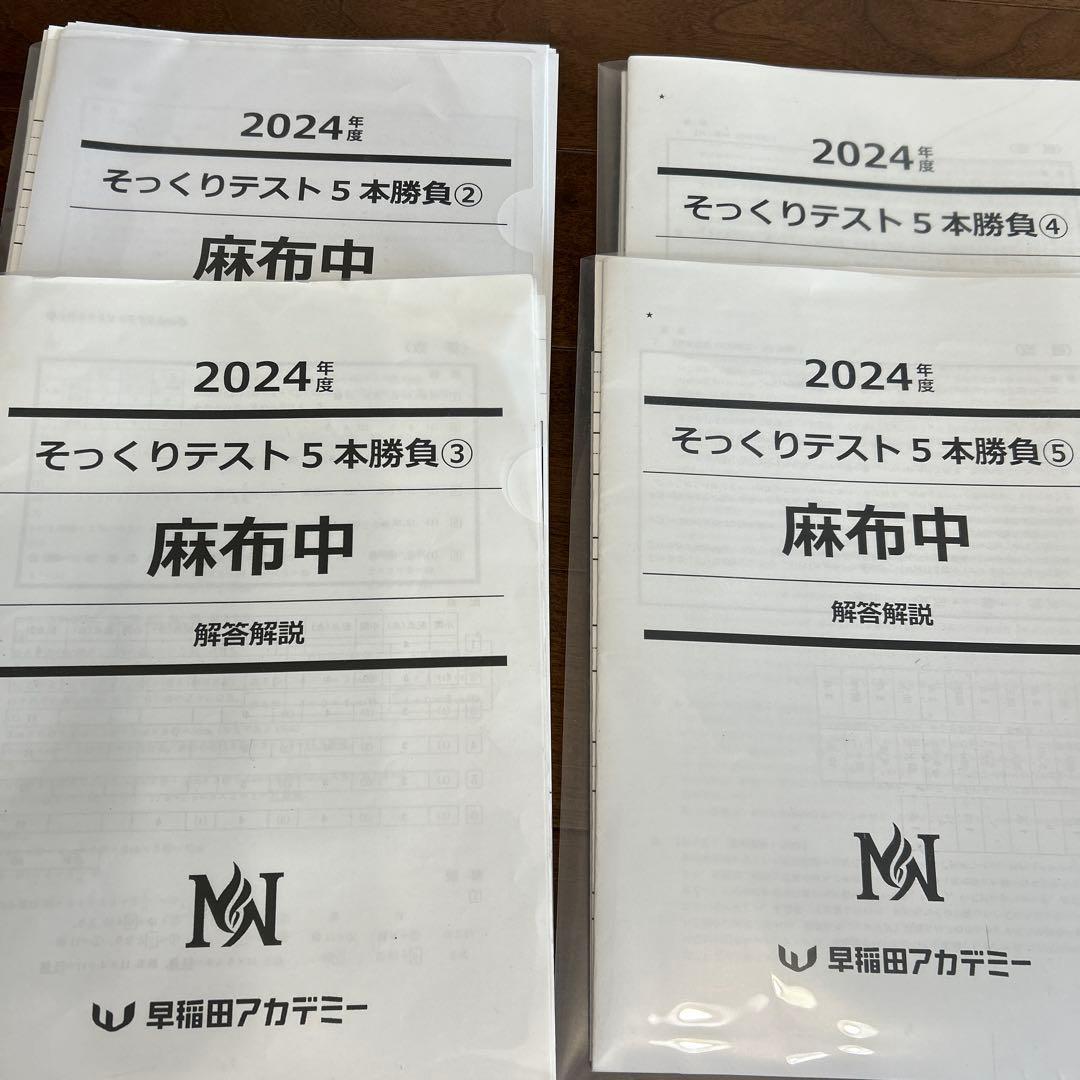 2024年度
そっくりテスト5本勝負②
麻布中
2024年度
そっくりテスト5本勝負④
2024年度
そっくりテスト5本勝負③
麻布中
解答解説
早稲田アカデミー
2024年度
そっくりテスト5本勝負⑤
麻布中
解答解説
早稲田アカデミー